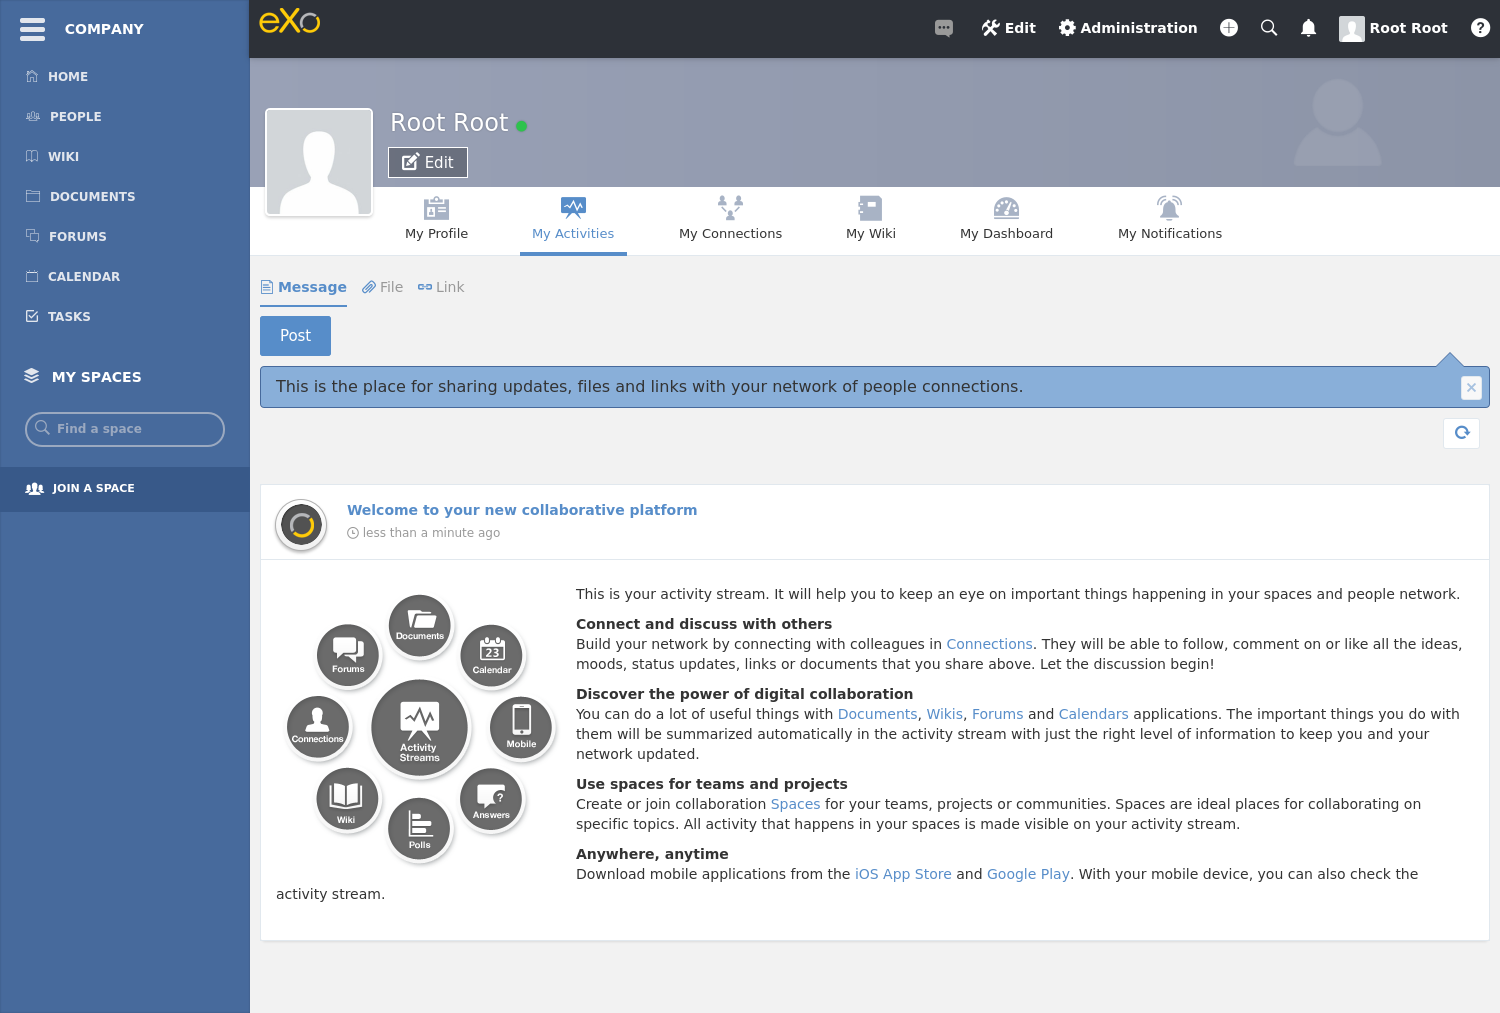 COMPANY
HOME
PEOPLE
WIKI
DOCUMENTS
FORUMS
CALENDAR
TASKS
MY SPACES
Find a space
JOIN A SPACE
eXo
Edit
Administration
Root Root
Root Root
Edit
My Profile
My Activities
My Connections
My Wiki
My Dashboard
My Notifications
Message
File
Link
Post
This is the place for sharing updates, files and links with your network of people connections.
Welcome to your new collaborative platform
less than a minute ago
Documents
Forums
23
Calendar
Connections
Activity
Streams
Mobile
Wiki
Answers
Polls
This is your activity stream. It will help you to keep an eye on important things happening in your spaces and people network.
Connect and discuss with others
Build your network by connecting with colleagues in Connections. They will be able to follow, comment on or like all the ideas,
moods, status updates, links or documents that you share above. Let the discussion begin!
Discover the power of digital collaboration
You can do a lot of useful things with Documents, Wikis, Forums and Calendars applications. The important things you do with
them will be summarized automatically in the activity stream with just the right level of information to keep you and your
network updated.
Use spaces for teams and projects
Create or join collaboration Spaces for your teams, projects or communities. Spaces are ideal places for collaborating on
specific topics. All activity that happens in your spaces is made visible on your activity stream.
Anywhere, anytime
Download mobile applications from the iOS App Store and Google Play. With your mobile device, you can also check the
activity stream.